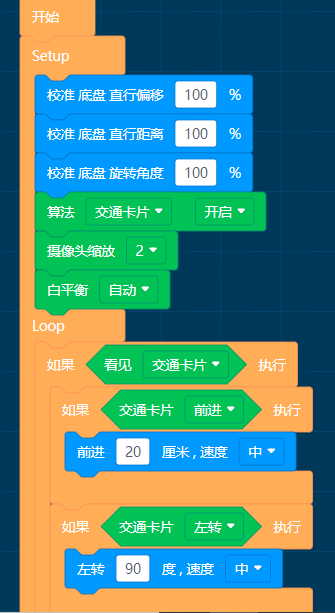 开始
Setup
校准 底盘 直行偏移 100 %
校准 底盘 直行距离 100 %
校准 底盘 旋转角度 100 %
算法 交通卡片 开启
摄像头缩放 2
白平衡 自动
Loop
如果 看见 交通卡片 执行
如果 交通卡片 前进 执行
前进 20 厘米 , 速度 中
如果 交通卡片 左转 执行
左转 90 度 , 速度 中